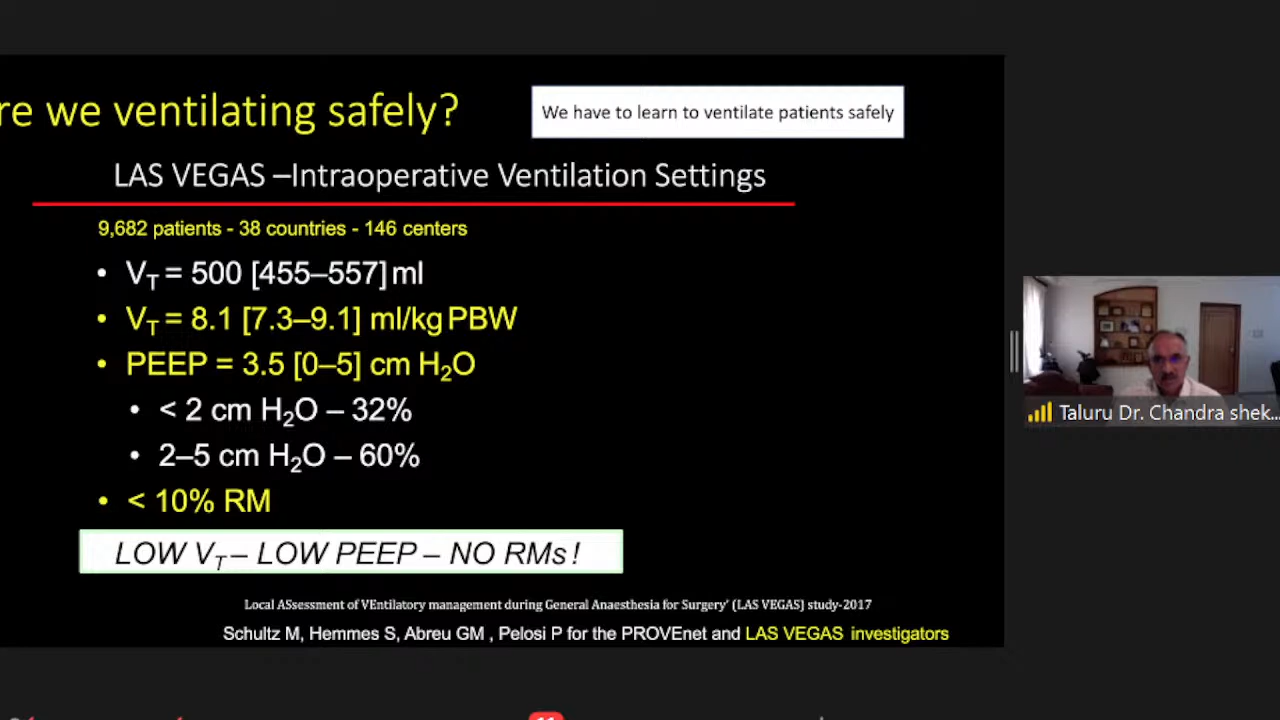 re we ventilating safely?
We have to learn to ventilate patients safely
LAS VEGAS –Intraoperative Ventilation Settings
9,682 patients - 38 countries - 146 centers
• VT = 500 [455–557] ml
• VT = 8.1 [7.3–9.1] ml/kg PBW
• PEEP = 3.5 [0–5] cm H2O
• < 2 cm H2O – 32%
• 2–5 cm H2O – 60%
• < 10% RM
LOW VT – LOW PEEP – NO RMs !
Local ASsessment of VEntilatory management during General Anaesthesia for Surgery' (LAS VEGAS) study-2017
Schultz M, Hemmes S, Abreu GM , Pelosi P for the PROVEnet and LAS VEGAS investigators
Taluru Dr. Chandra shek...